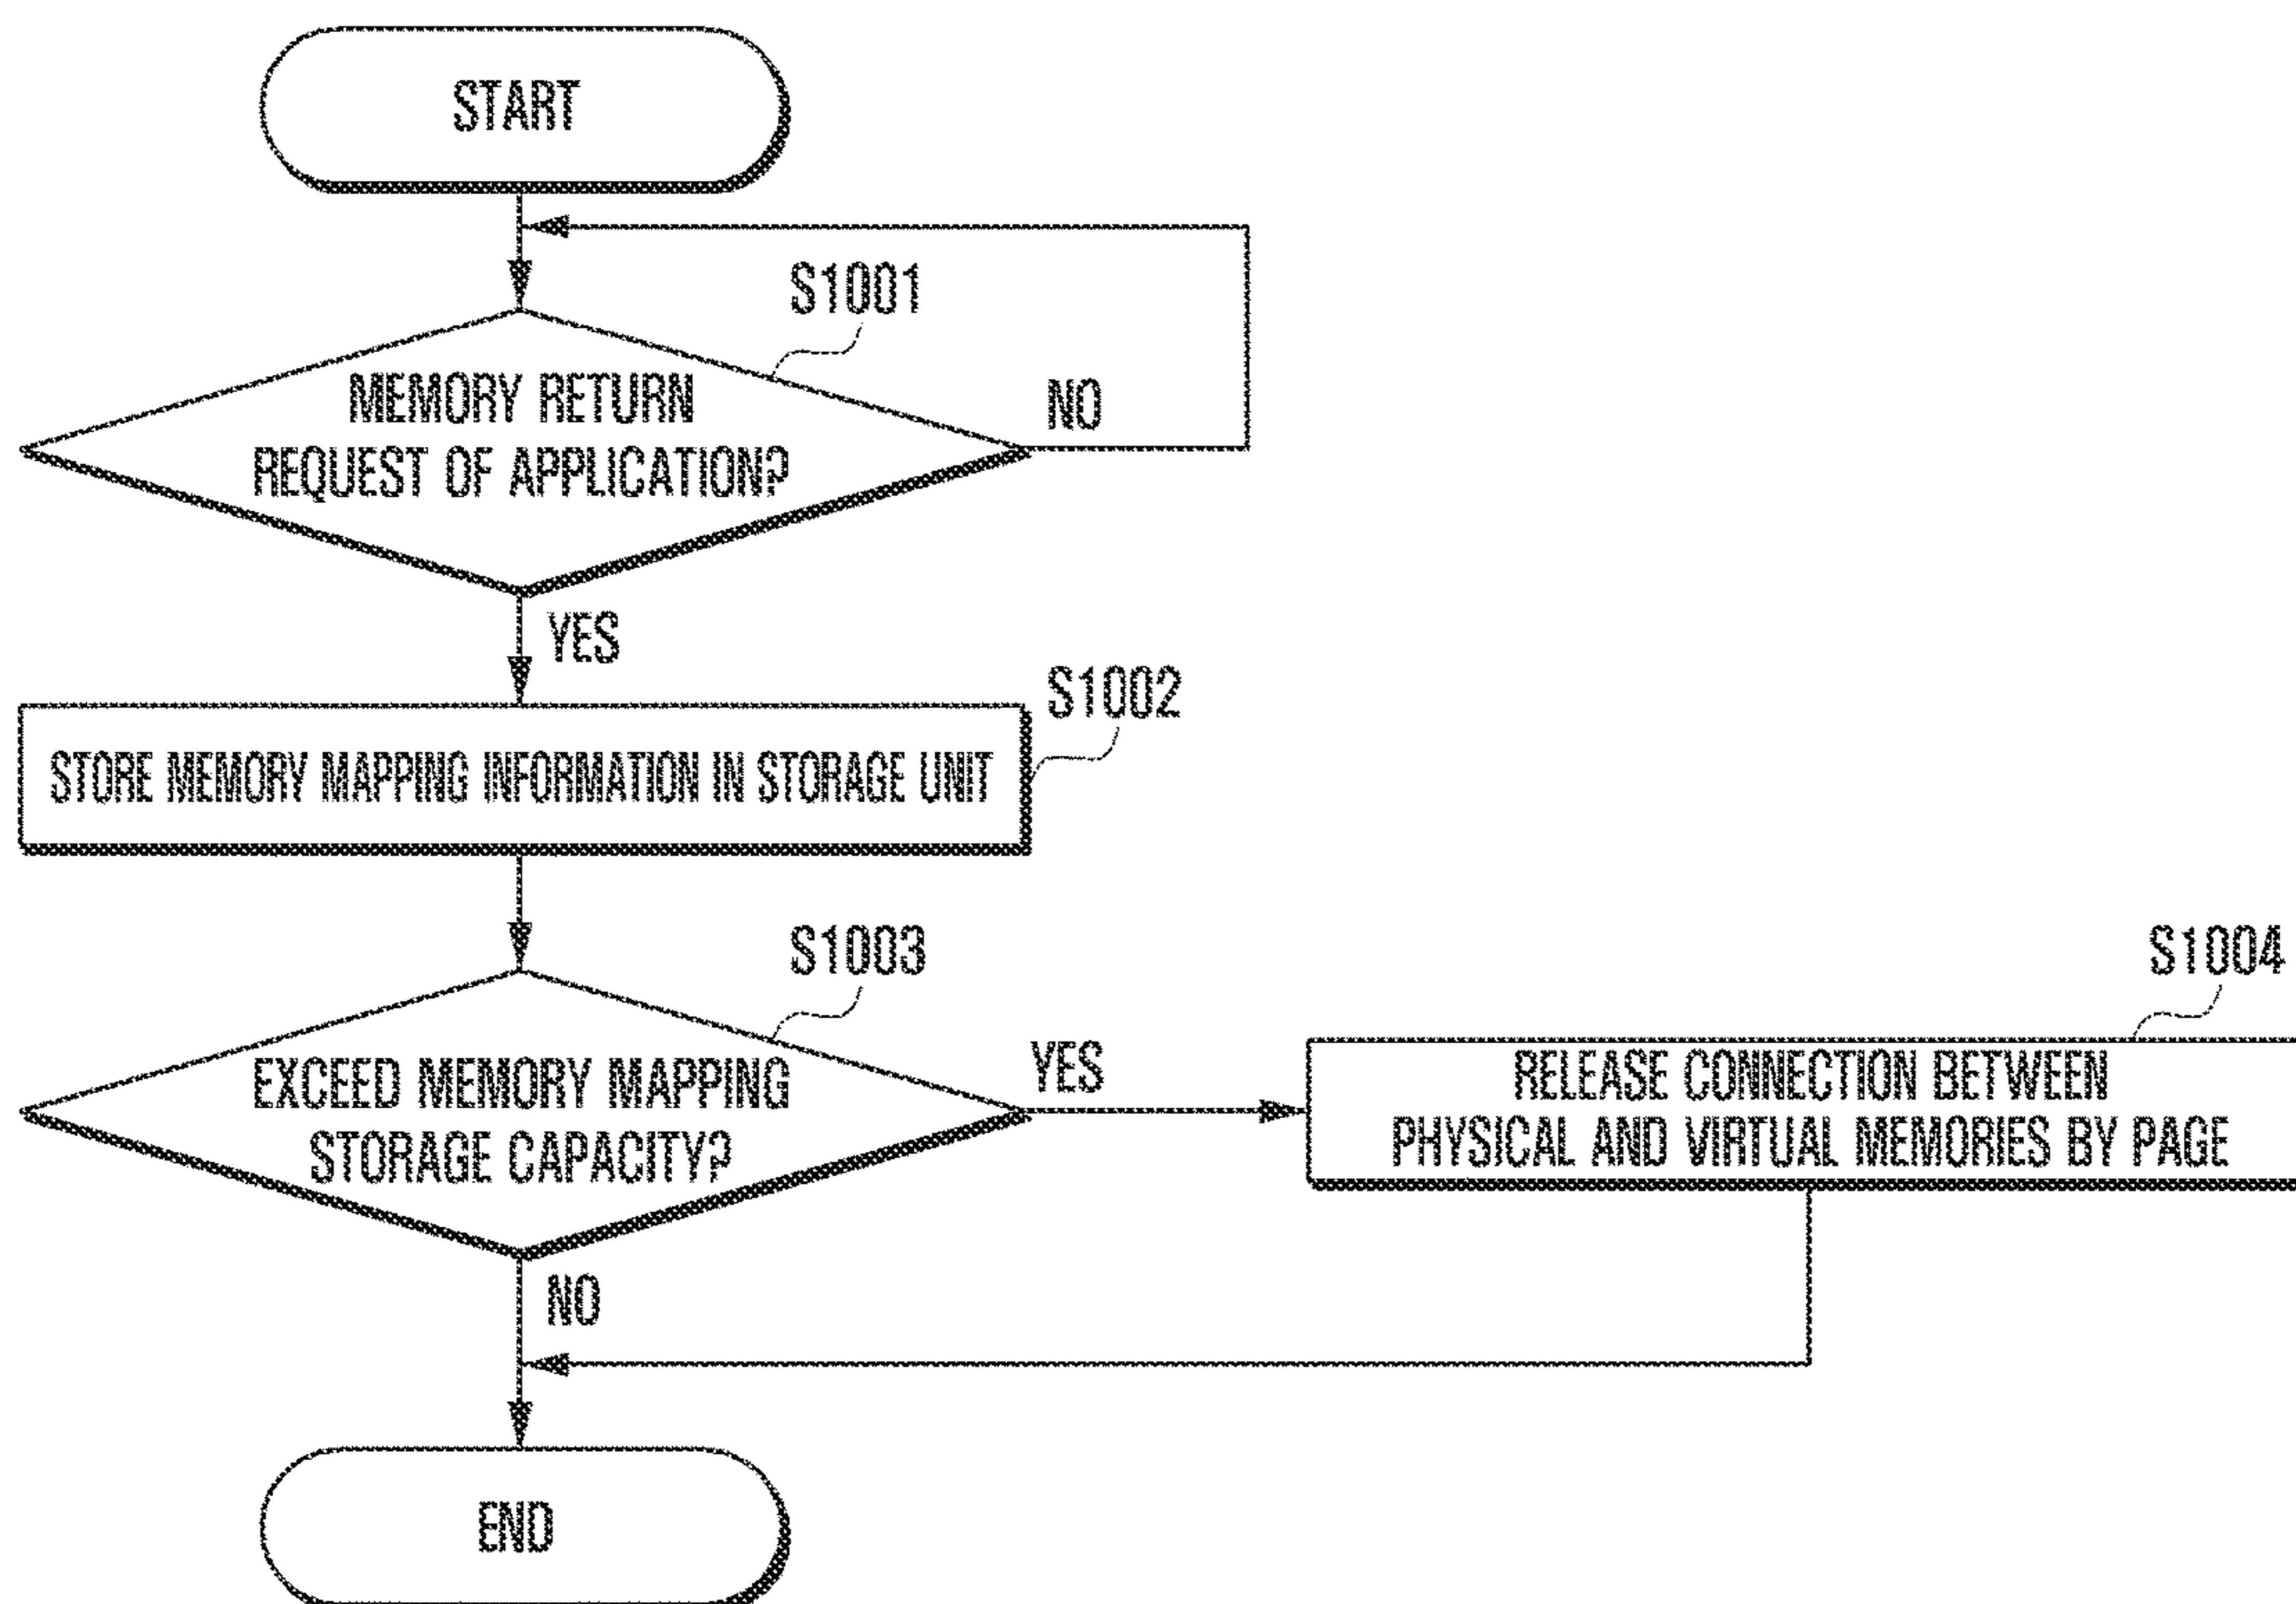 START
S1001
MEMORY RETURN
REQUEST OF APPLICATION?
NO
YES
S1002
STORE MEMORY MAPPING INFORMATION IN STORAGE UNIT
S1003
EXCEED MEMORY MAPPING
STORAGE CAPACITY?
YES
S1004
RELEASE CONNECTION BETWEEN
PHYSICAL AND VIRTUAL MEMORIES BY PAGE
NO
END